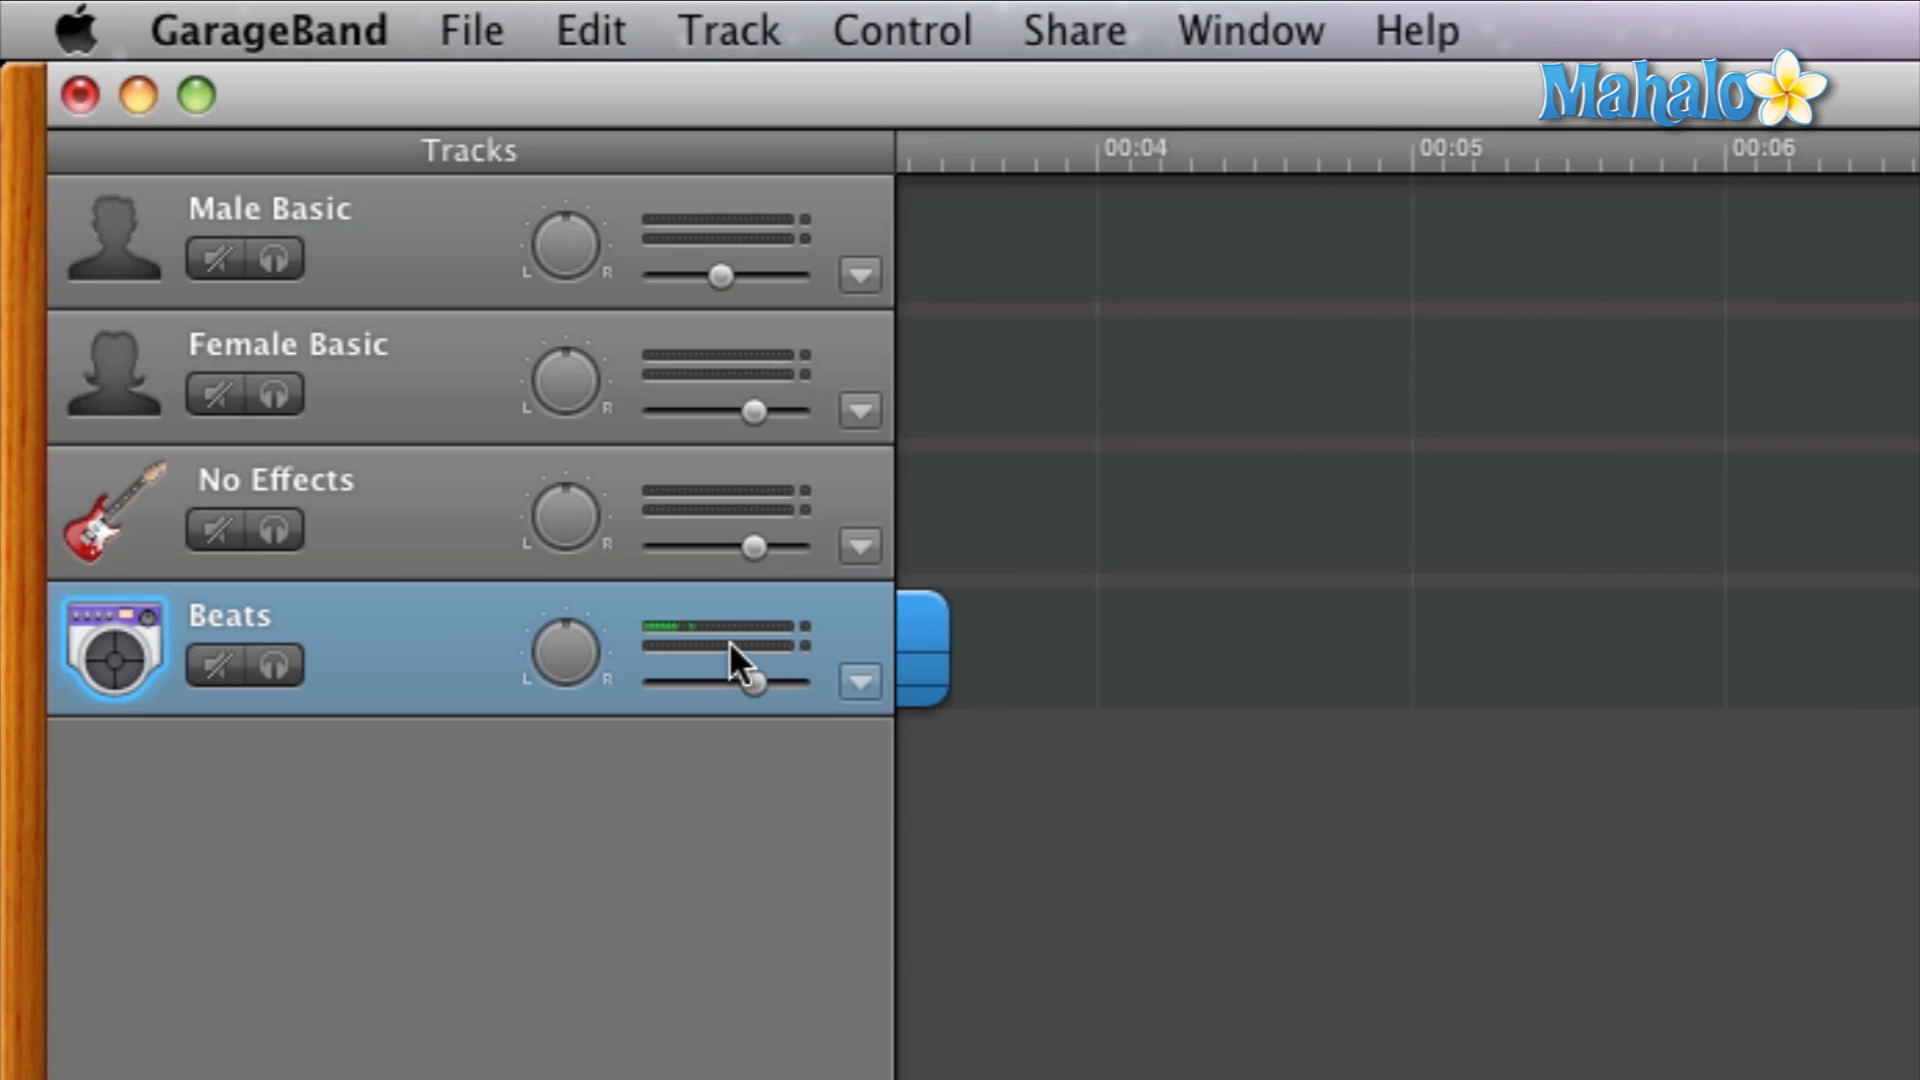 GarageBand File Edit Track Control Share Window Help
Mahalo
Tracks 00:04 00:05 00:06
Male Basic
L R
Female Basic
L R
No Effects
L R
Beats
L R